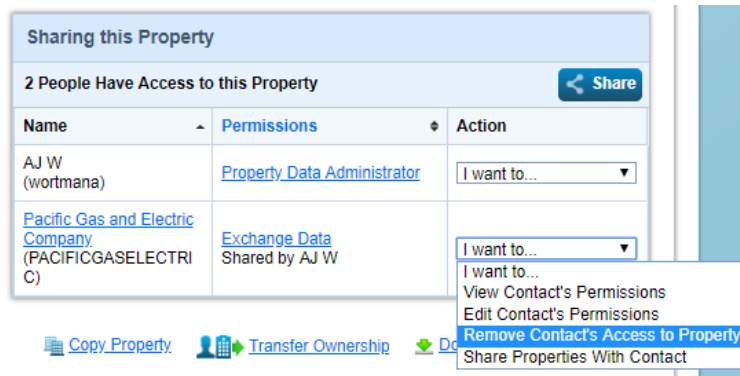 Sharing this Property
2 People Have Access to this Property
Share
Name Permissions Action
AJ W
(wortmana)
Property Data Administrator
I want to...
Pacific Gas and Electric
Company
(PACIFICGASELECTRI
C)
Exchange Data
Shared by AJ W
I want to...
I want to...
View Contact's Permissions
Edit Contact's Permissions
Remove Contact's Access to Property
Share Properties With Contact
Copy Property
Transfer Ownership